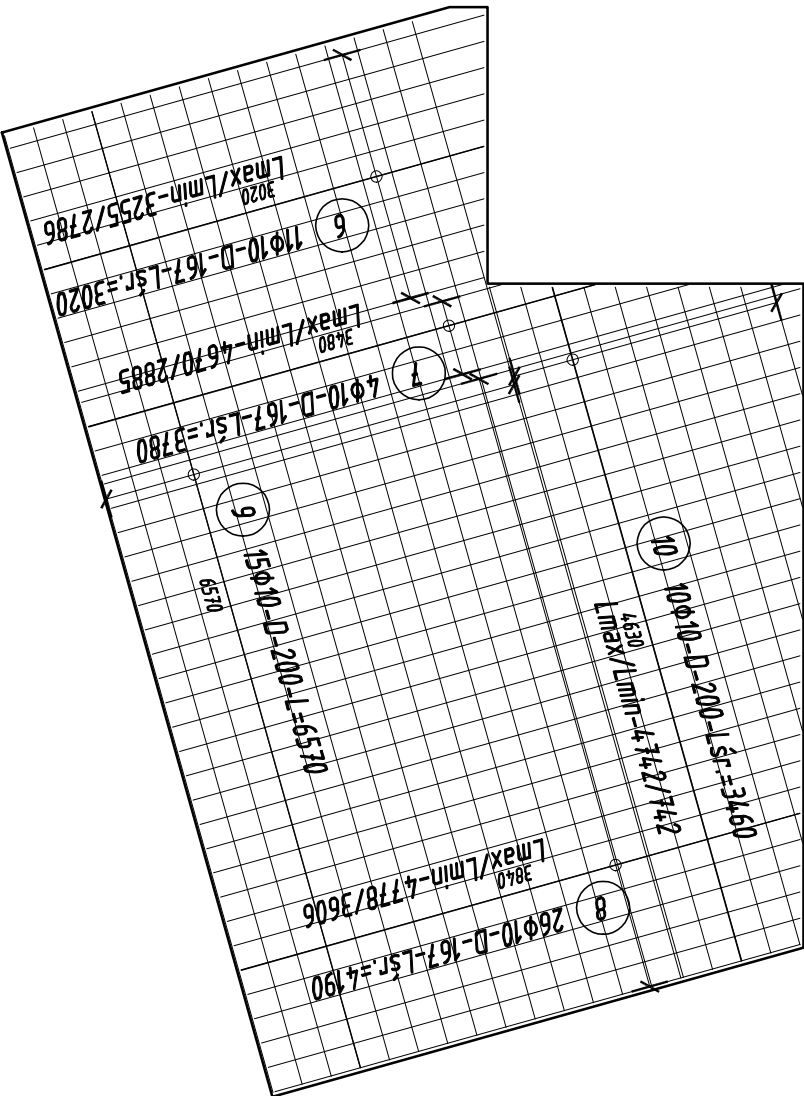 Lmax/Lmin-3255/2786
3020
6
11ϕ10-D-167-Lśr.=3020
Lmax/Lmin-4670/2885
3480
7
4ϕ10-D-167-Lśr.=3780
9
15ϕ10-D-200-L=6570
6570
10
10ϕ10-D-200-Lśr.=3460
4630
Lmax/Lmin-4742/742
Lmax/Lmin-4778/3606
3840
8
26ϕ10-D-167-Lśr.=4190